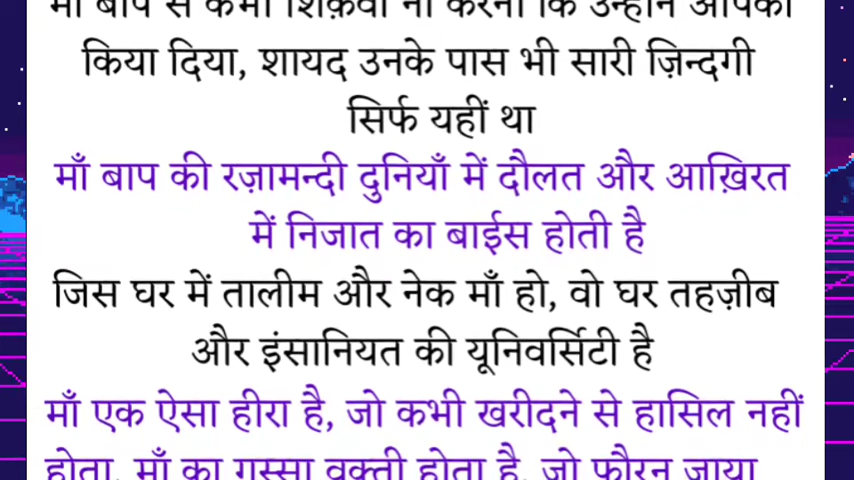 माँ बाप से कभी शिक़वा ना करना कि उन्होंने आपको
किया दिया, शायद उनके पास भी सारी ज़िन्दगी
सिर्फ यहीं था
माँ बाप की रज़ामन्दी दुनियाँ में दौलत और आख़िरत
में निजात का बाईस होती है
जिस घर में तालीम और नेक माँ हो, वो घर तहज़ीब
और इंसानियत की यूनिवर्सिटी है
माँ एक ऐसा हीरा है, जो कभी खरीदने से हासिल नहीं
होता, माँ का गुस्सा वक्ती होता है, जो फौरन जाया